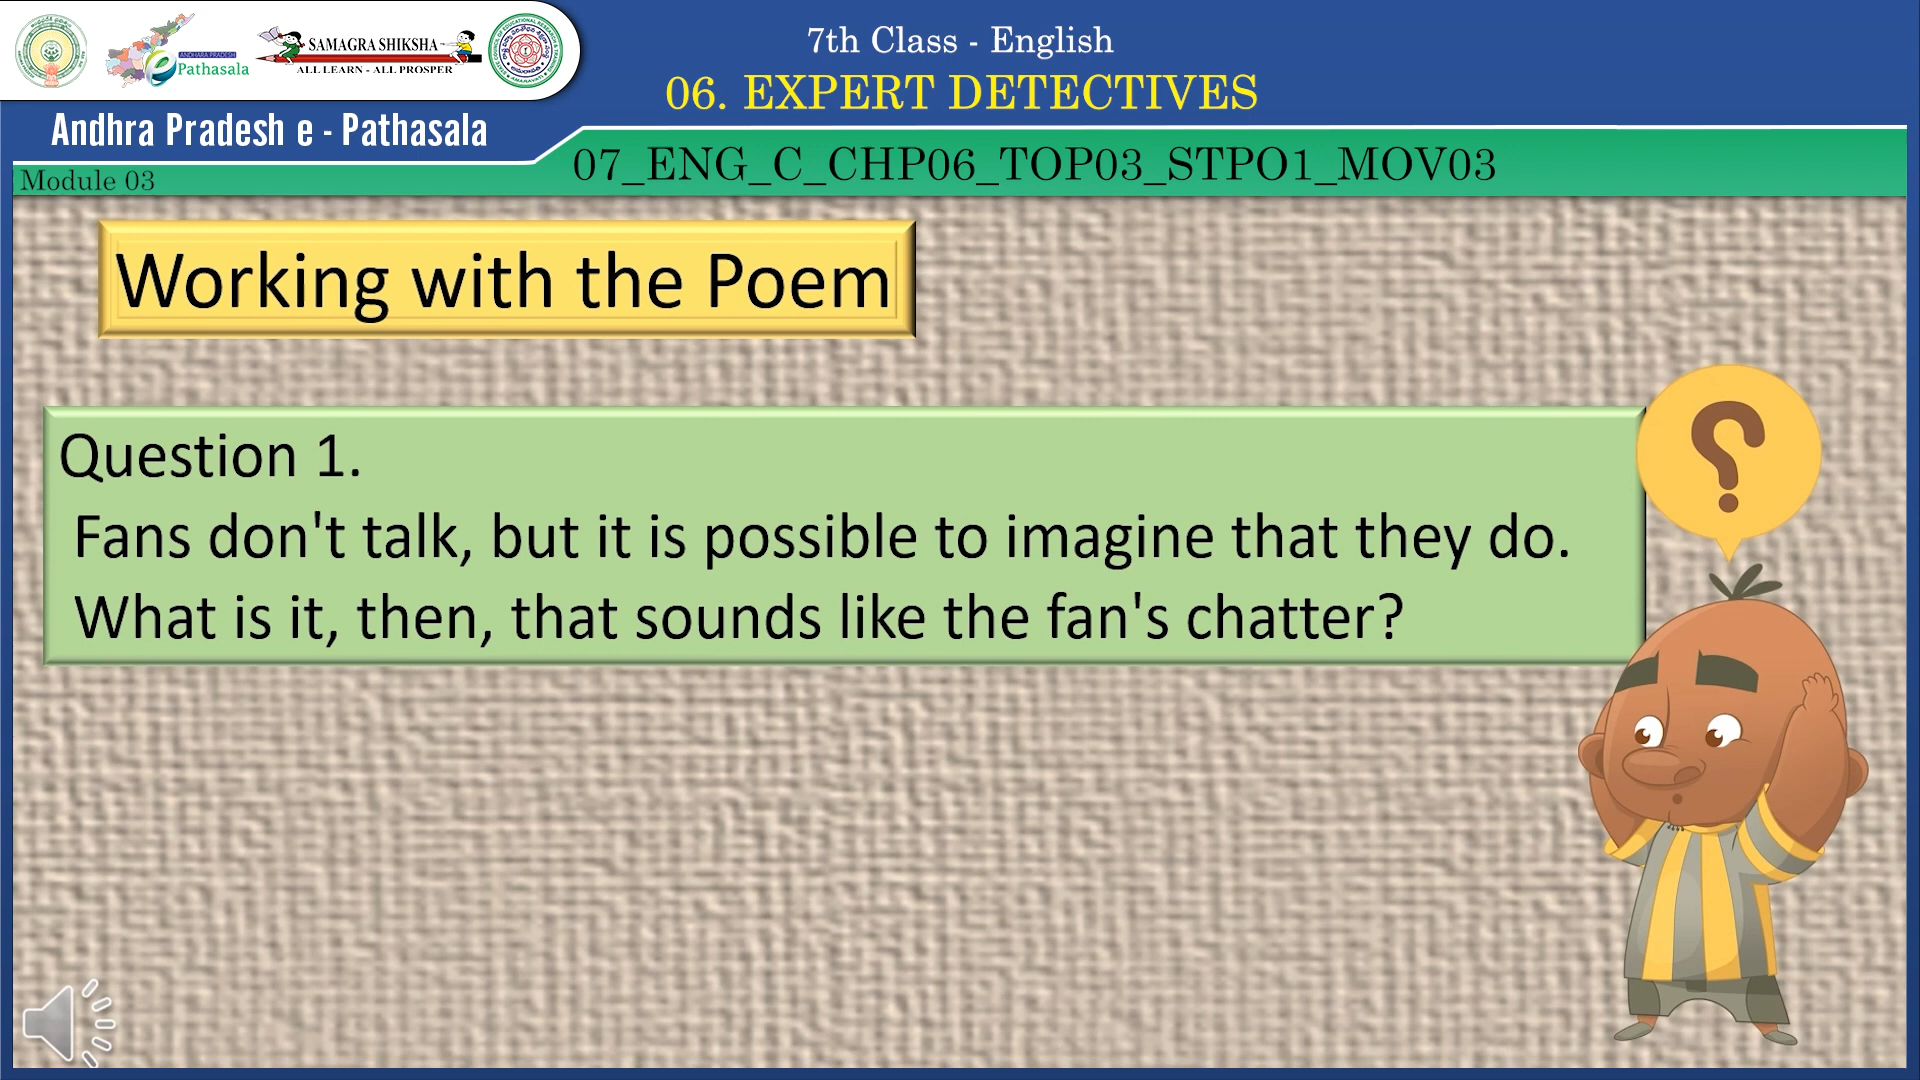 ANDHRA PRADESH
Pathasala
SAMAGRA SHIKSHA
ALL LEARN - ALL PROSPER
Andhra Pradesh e - Pathasala
7th Class - English
06. EXPERT DETECTIVES
07_ENG_C_CHP06_TOP03_STPO1_MOV03
Module 03
Working with the Poem
Question 1.
Fans don't talk, but it is possible to imagine that they do.
What is it, then, that sounds like the fan's chatter?
?